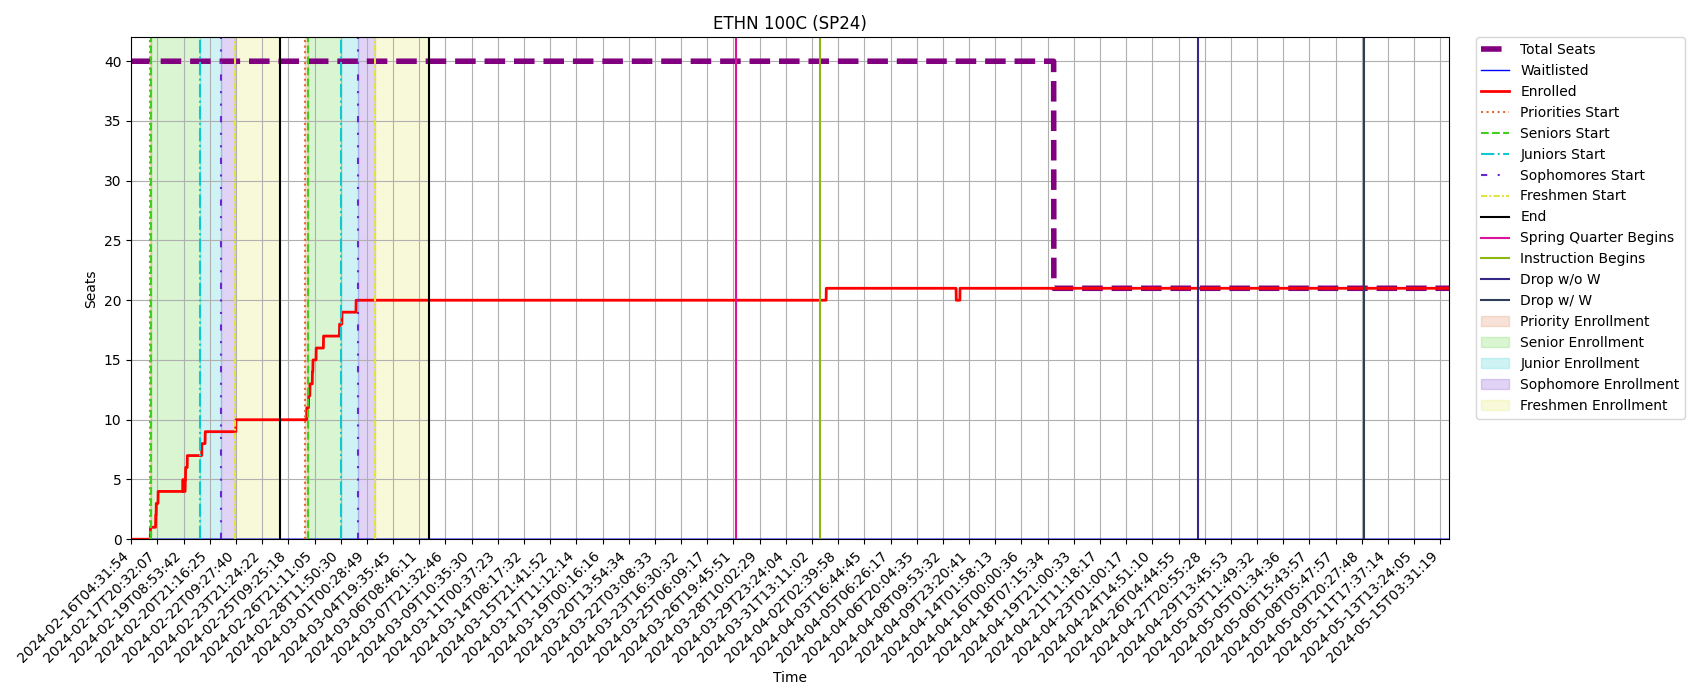 ETHN 100C (SP24)
Seats
40
35
30
25
20
15
10
5
0
2024-02-16T04:31:54
2024-02-17T20:32:07
2024-02-19T08:53:42
2024-02-20T21:16:25
2024-02-22T09:27:40
2024-02-23T21:24:22
2024-02-25T09:25:18
2024-02-26T21:11:05
2024-02-28T11:50:30
2024-03-01T00:28:49
2024-03-04T19:35:45
2024-03-06T08:46:11
2024-03-07T21:32:46
2024-03-09T10:35:30
2024-03-11T00:37:23
2024-03-14T08:17:32
2024-03-15T21:41:52
2024-03-17T11:12:14
2024-03-19T00:16:16
2024-03-20T13:54:34
2024-03-22T03:08:33
2024-03-23T16:30:32
2024-03-25T06:09:17
2024-03-26T19:45:51
2024-03-28T10:02:29
2024-03-29T23:24:04
2024-03-31T13:11:02
2024-04-02T02:39:58
2024-04-03T16:44:45
2024-04-05T06:26:17
2024-04-06T20:04:35
2024-04-08T09:53:32
2024-04-09T23:20:41
2024-04-14T01:58:13
2024-04-16T00:00:36
2024-04-18T07:15:34
2024-04-19T21:00:33
2024-04-21T11:18:17
2024-04-23T01:00:17
2024-04-24T14:51:10
2024-04-26T04:44:55
2024-04-27T20:55:28
2024-04-29T13:45:53
2024-05-03T11:49:32
2024-05-05T01:34:36
2024-05-06T15:43:57
2024-05-08T05:47:57
2024-05-09T20:27:48
2024-05-11T17:37:14
2024-05-13T13:24:05
2024-05-15T03:31:19
Time
Total Seats
Waitlisted
Enrolled
Priorities Start
Seniors Start
Juniors Start
Sophomores Start
Freshmen Start
End
Spring Quarter Begins
Instruction Begins
Drop w/o W
Drop w/ W
Priority Enrollment
Senior Enrollment
Junior Enrollment
Sophomore Enrollment
Freshmen Enrollment